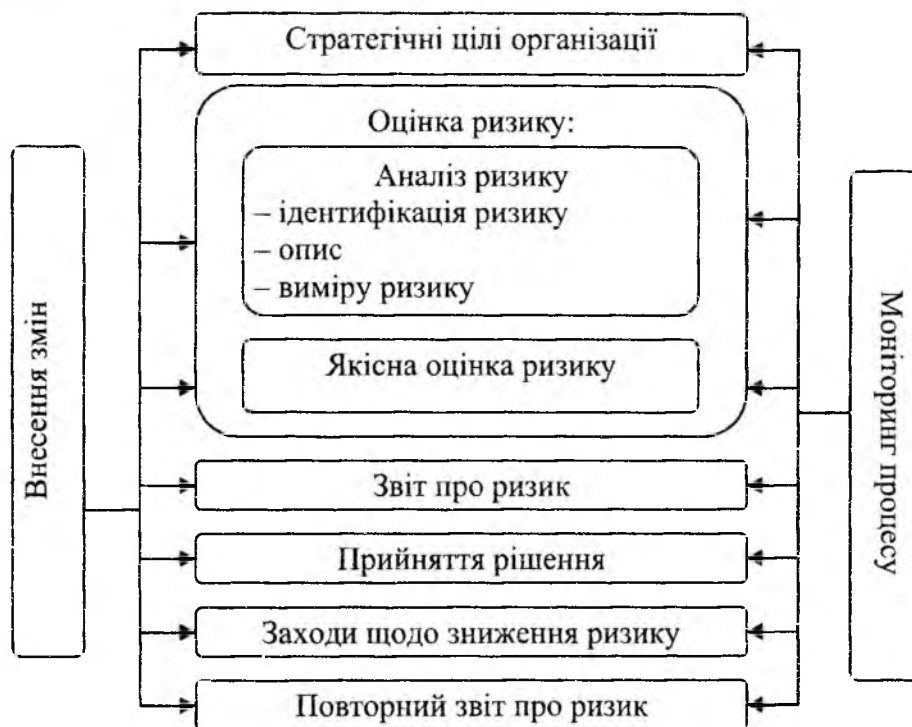 Стратегічні цілі організації
Оцінка ризику:
Аналіз ризику
– ідентифікація ризику
– опис
– виміру ризику
Якісна оцінка ризику
Звіт про ризик
Прийняття рішення
Заходи щодо зниження ризику
Повторний звіт про ризик
Внесення змін
Моніторинг процесу